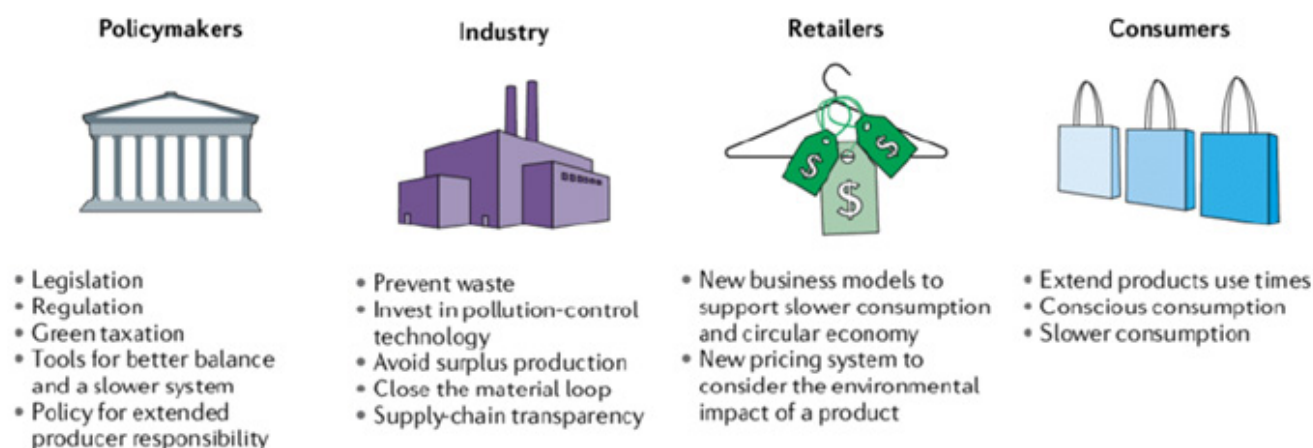 Policymakers
Industry
Retailers
Consumers
$
$
$
• Legislation
• Regulation
• Green taxation
• Tools for better balance
and a slower system
• Policy for extended
producer responsibility
• Prevent waste
• Invest in pollution-control
technology
• Avoid surplus production
• Close the material loop
• Supply-chain transparency
• New business models to
support slower consumption
and circular economy
• New pricing system to
consider the environmental
impact of a product
• Extend products use times
• Conscious consumption
• Slower consumption